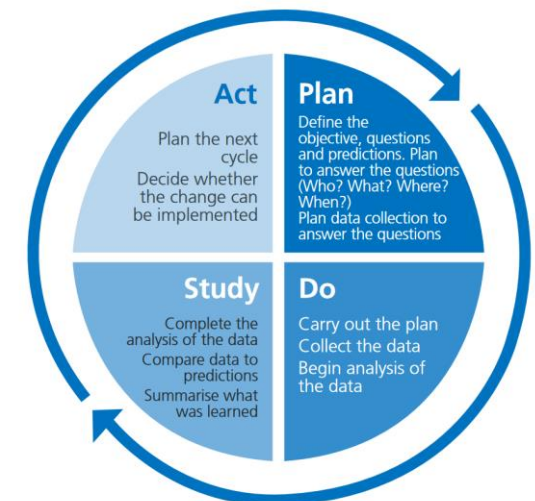 Act
Plan the next
cycle
Decide whether
the change can
be implemented
Plan
Define the
objective, questions
and predictions. Plan
to answer the questions
(Who? What? Where?
When?)
Plan data collection to
answer the questions
Study
Complete the
analysis of the data
Compare data to
predictions
Summarise what
was learned
Do
Carry out the plan
Collect the data
Begin analysis of
the data